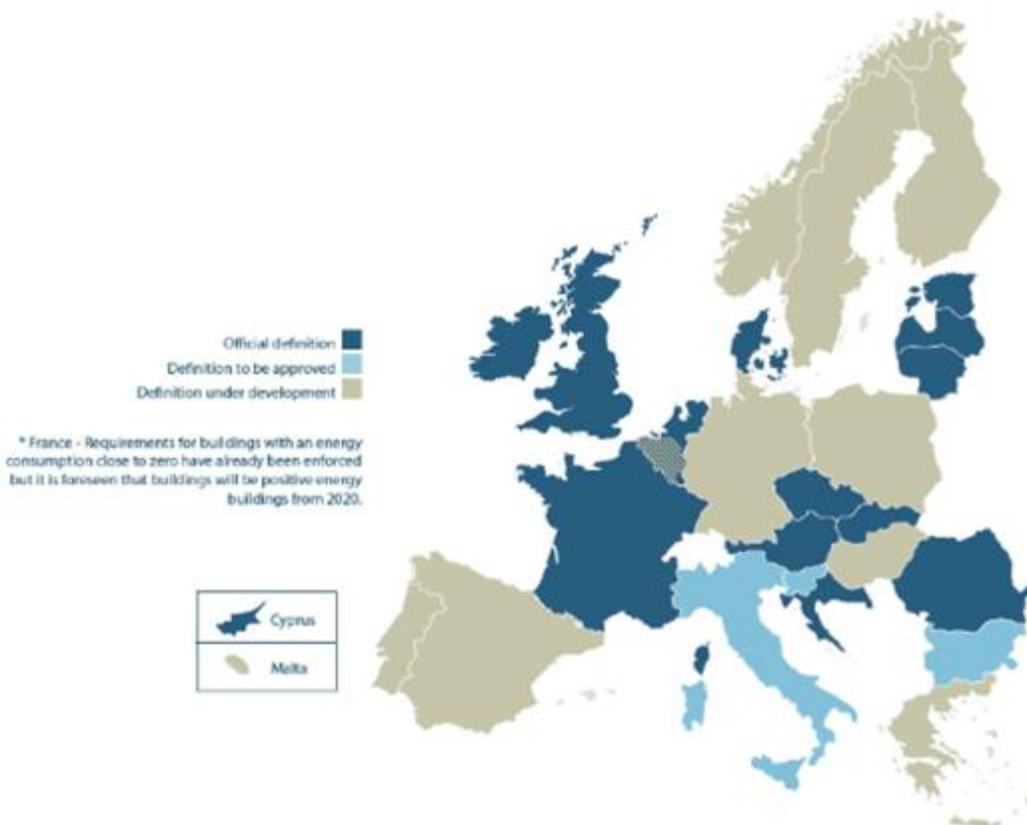 Official definition
Definition to be approved
Definition under development
* France - Requirements for buildings with an energy
consumption close to zero have already been enforced
but it is foreseen that buildings will be positive energy
buildings from 2020.
Cyprus
Malta